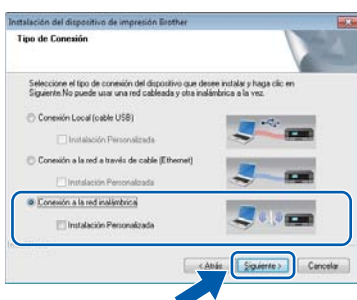 Instalación del dispositivo de impresión Brother
Tipo de Conexión
Seleccione el tipo de conexión del dispositivo que desee instalar y haga clic en
Siguiente.No puede usar una red cableada y otra inalámbrica a la vez.
Conexión Local (cable USB)
Instalación Personalizada
Conexión a la red a través de cable (Ethernet)
Instalación Personalizada
Conexión a la red inalámbrica
Instalación Personalizada
< Atrás
Siguiente >
Cancelar